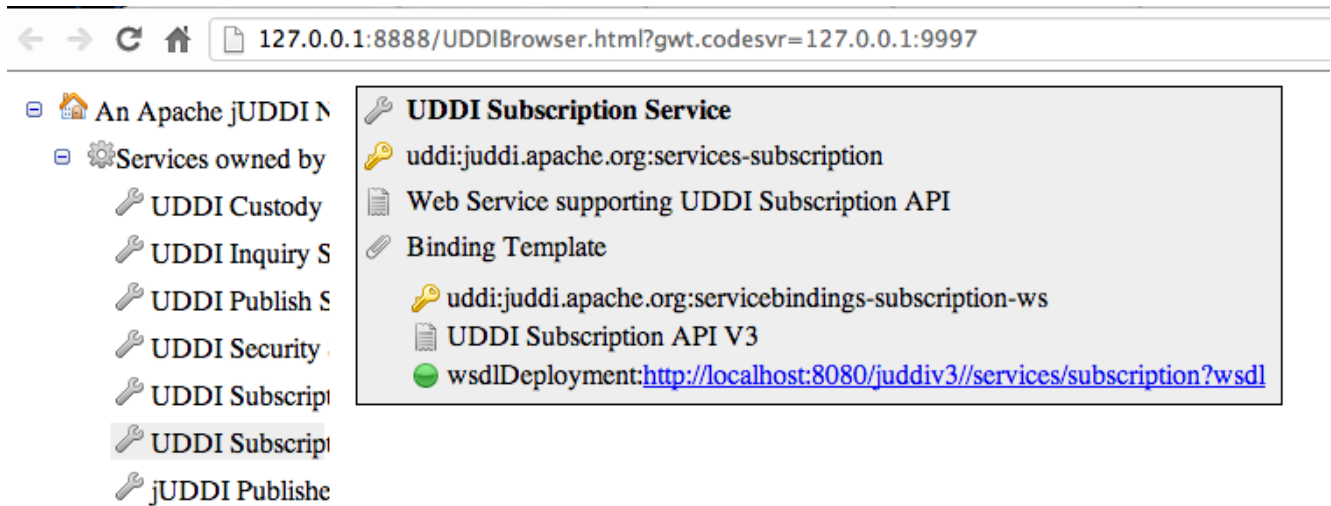 127.0.0.1:8888/UDDIBrowser.html?gwt.codesvr=127.0.0.1:9997
An Apache jUDDI N
Services owned by
UDDI Custody
UDDI Inquiry S
UDDI Publish S
UDDI Security
UDDI Subscript
UDDI Subscript
jUDDI Publishe
UDDI Subscription Service
uddi:juddi.apache.org:services-subscription
Web Service supporting UDDI Subscription API
Binding Template
uddi:juddi.apache.org:servicebindings-subscription-ws
UDDI Subscription API V3
wsdlDeployment:http://localhost:8080/juddiv3//services/subscription?wsdl